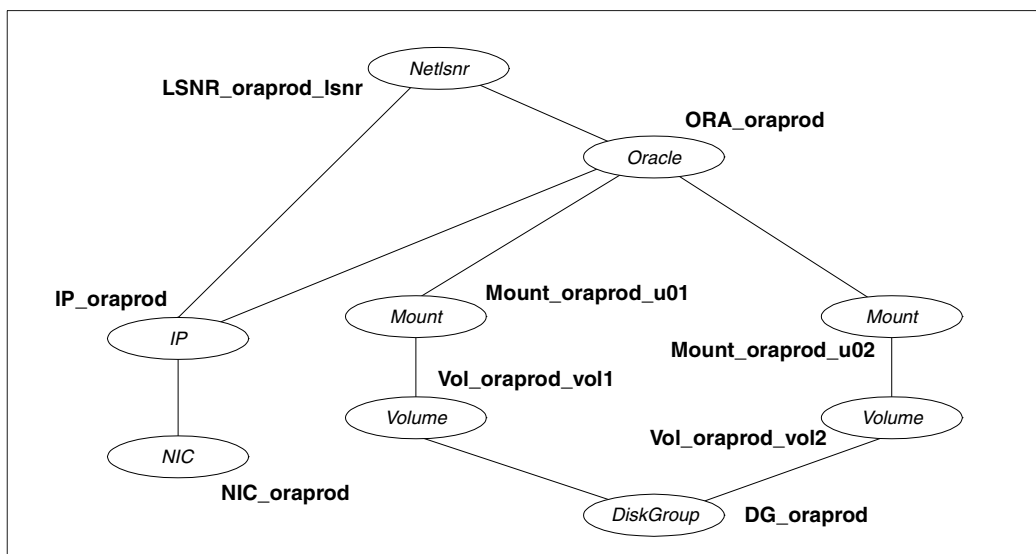 Netlsnr
LSNR_oraprod_lsnr
ORA_oraprod
Oracle
IP_oraprod
Mount_oraprod_u01
IP
Mount
Mount
Mount_oraprod_u02
Vol_oraprod_vol1
Volume
Volume
Vol_oraprod_vol2
NIC
NIC_oraprod
DiskGroup
DG_oraprod